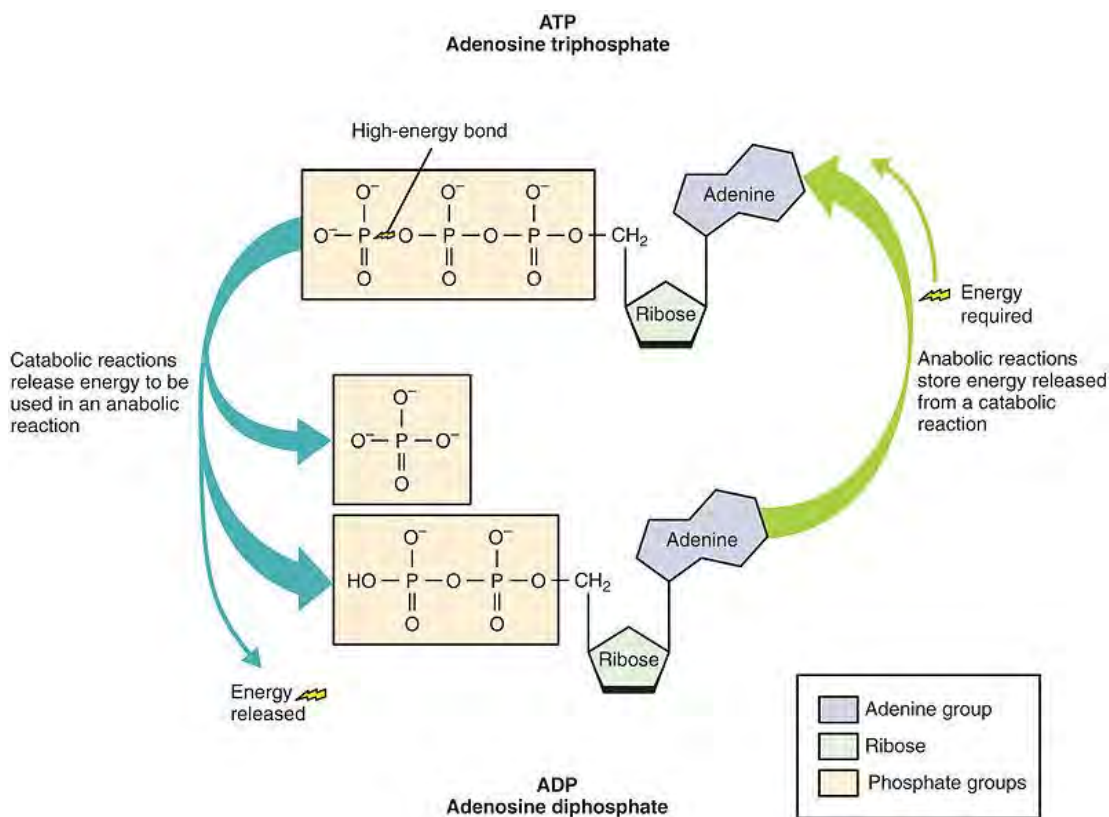 ATP
Adenosine triphosphate
High-energy bond
O⁻ O⁻ O⁻
Adenine
O⁻ P O P O P O CH₂
O O O
Ribose
Energy
required
Catabolic reactions
release energy to be
used in an anabolic
reaction
Anabolic reactions
store energy released
from a catabolic
reaction
O⁻
O⁻ P O⁻
O
O⁻ O⁻
Adenine
HO P O P O CH₂
O O
Ribose
Energy
released
Adenine group
Ribose
Phosphate groups
ADP
Adenosine diphosphate